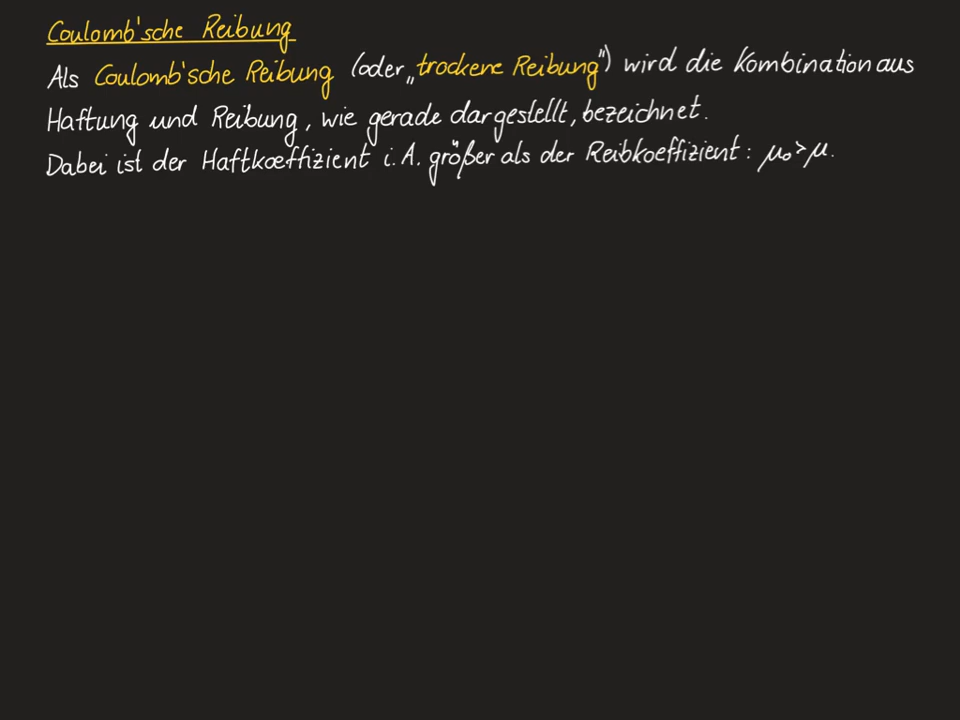 Coulomb'sche Reibung
Als Coulomb'sche Reibung (oder „trockene Reibung") wird die Kombination aus
Haftung und Reibung, wie gerade dargestellt, bezeichnet.
Dabei ist der Haftkoeffizient i.A. größer als der Reibkoeffizient: μ₀>μ.